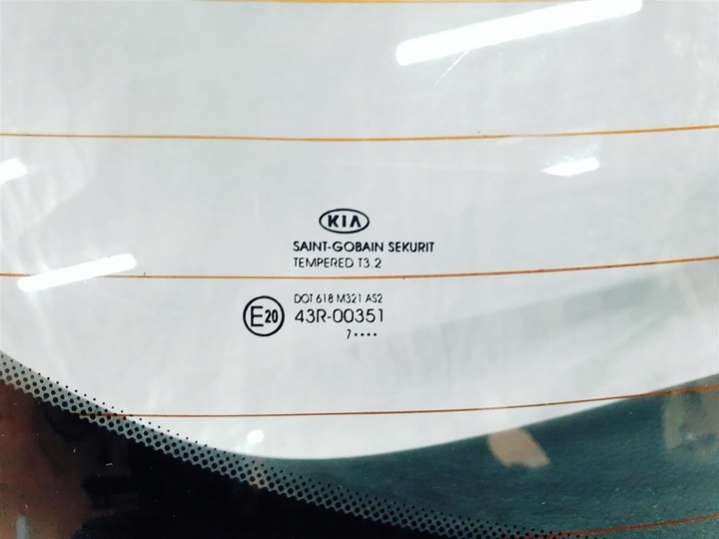 KIA
SAINT-GOBAIN SEKURIT
TEMPERED T3.2
DOT 618 M321 AS2
E20
43R-00351
7••••